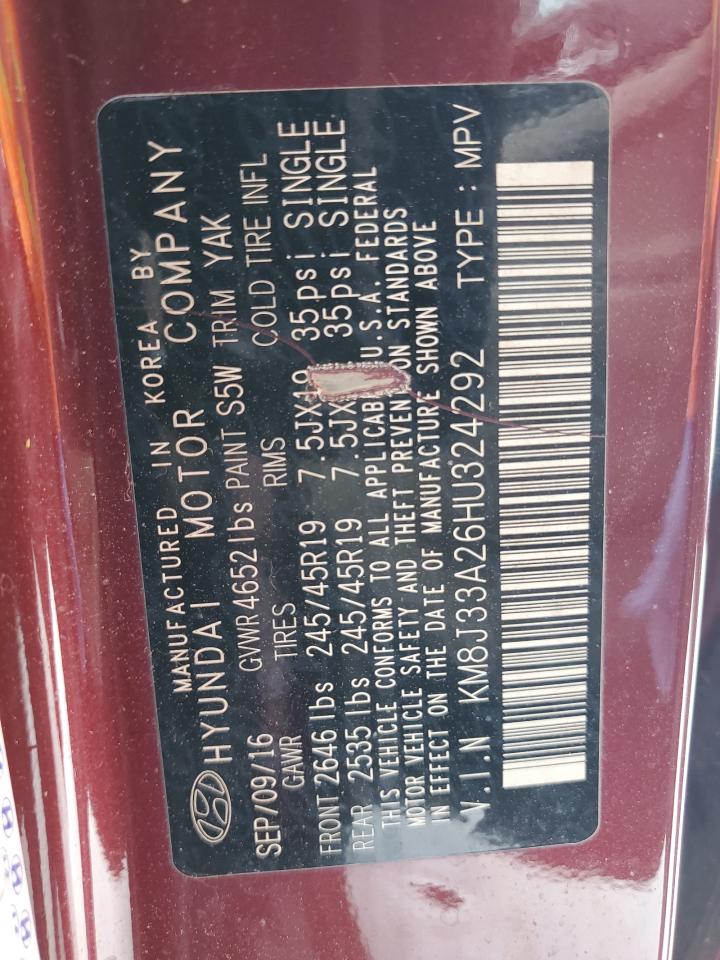 MANUFACTURED IN KOREA BY
HYUNDAI MOTOR COMPANY
SEP/09/16 GVWR 4652 lbs PAINT S5W TRIM YAK
GAWR TIRES RIMS COLD TIRE INFL
FRONT 2646 lbs 245/45R19 7.5JX19 35psi SINGLE
REAR 2535 lbs 245/45R19 7.5JX 35psi SINGLE
THIS VEHICLE CONFORMS TO ALL APPLICAB U.S.A. FEDERAL
MOTOR VEHICLE SAFETY AND THEFT PREVENTION STANDARDS
IN EFFECT ON THE DATE OF MANUFACTURE SHOWN ABOVE
V.I.N KM8J33A26HU324292 TYPE : MPV